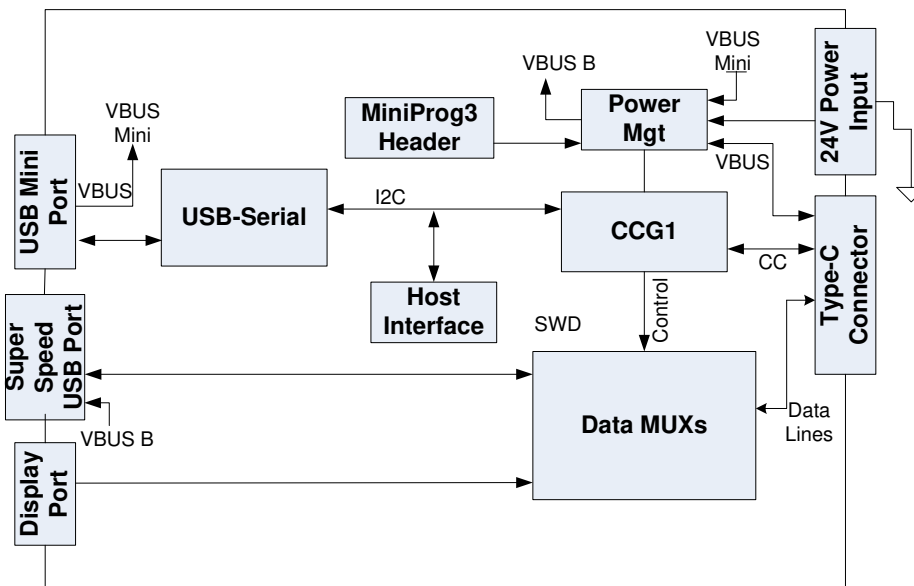 VBUS
Mini
VBUS B
24V Power
Input
Power
Mgt
MiniProg3
Header
VBUS
Mini
VBUS
VBUS
USB Mini
Port
USB-Serial
I2C
CCG1
CC
Type-C
Connector
Host
Interface
SWD
Control
Super
Speed
USB Port
VBUS B
Data MUXs
Data
Lines
Display
Port